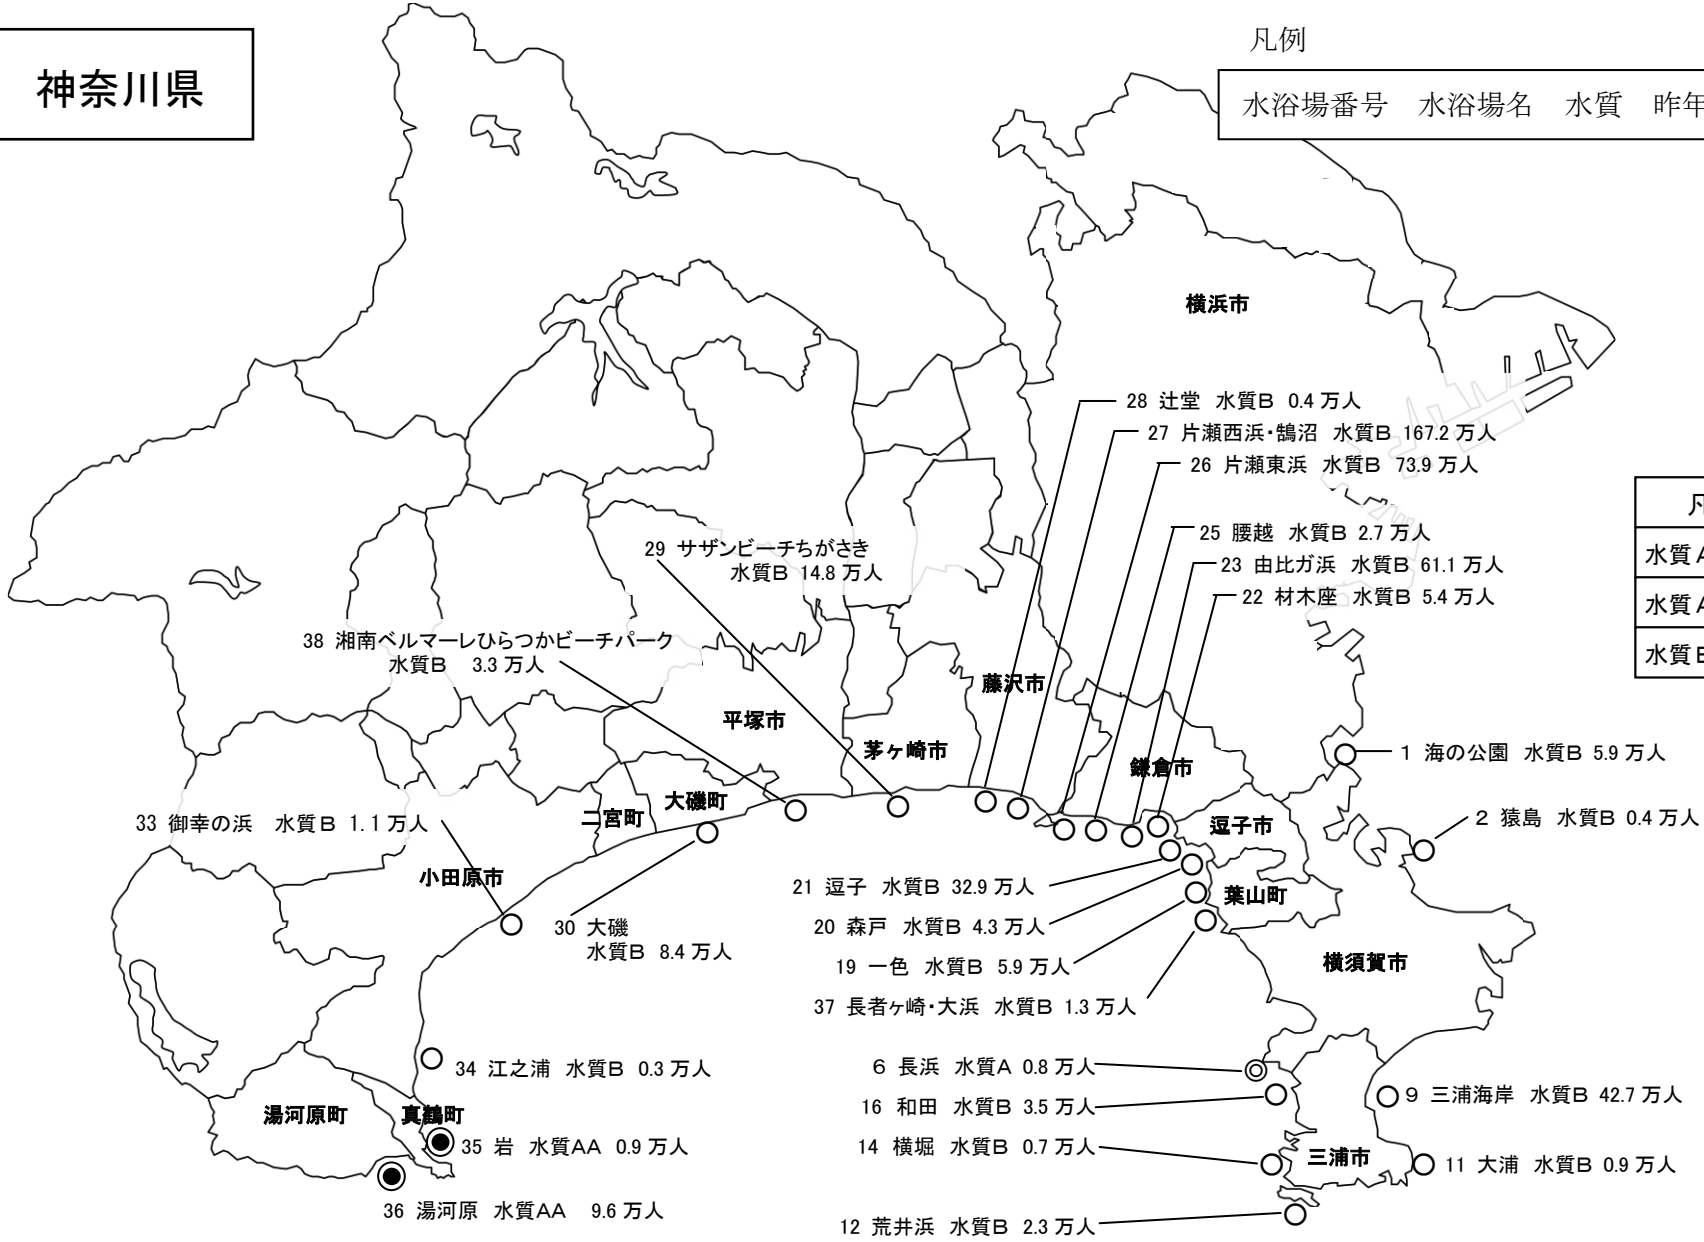 神奈川県
凡例
水浴場番号 水浴場名 水質 昨年
横浜市
28 辻堂 水質B 0.4 万人
27 片瀬西浜・鵠沼 水質B 167.2 万人
26 片瀬東浜 水質B 73.9 万人
25 腰越 水質B 2.7 万人
23 由比ガ浜 水質B 61.1 万人
22 材木座 水質B 5.4 万人
水質A
水質A
29 サザンビーチちがさき
水質B 14.8 万人
38 湘南ベルマーレひらつかビーチパーク
水質B 3.3 万人
藤沢市
平塚市
茅ヶ崎市
鎌倉市
1 海の公園 水質B 5.9 万人
大磯町
二宮町
33 御幸の浜 水質B 1.1 万人
逗子市
2 猿島 水質B 0.4 万人
小田原市
21 逗子 水質B 32.9 万人
葉山町
30 大磯
水質B 8.4 万人
20 森戸 水質B 4.3 万人
19 一色 水質B 5.9 万人
横須賀市
37 長者ヶ崎・大浜 水質B 1.3 万人
34 江之浦 水質B 0.3 万人
6 長浜 水質A 0.8 万人
9 三浦海岸 水質B 42.7 万人
16 和田 水質B 3.5 万人
湯河原町
真鶴町
35 岩 水質AA 0.9 万人
14 横堀 水質B 0.7 万人
三浦市
11 大浦 水質B 0.9 万人
36 湯河原 水質AA 9.6 万人
12 荒井浜 水質B 2.3 万人